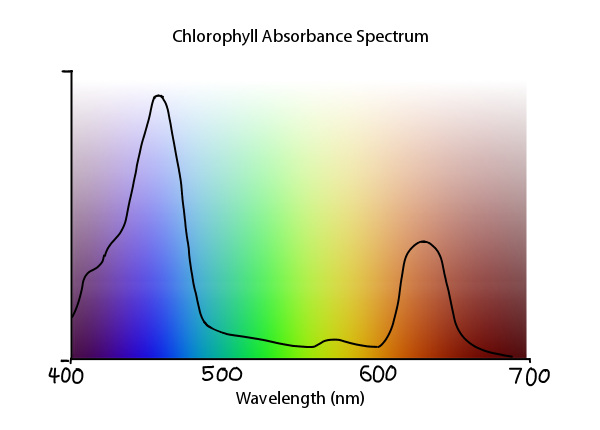 Chlorophyll Absorbance Spectrum
400 500 600 700
Wavelength (nm)